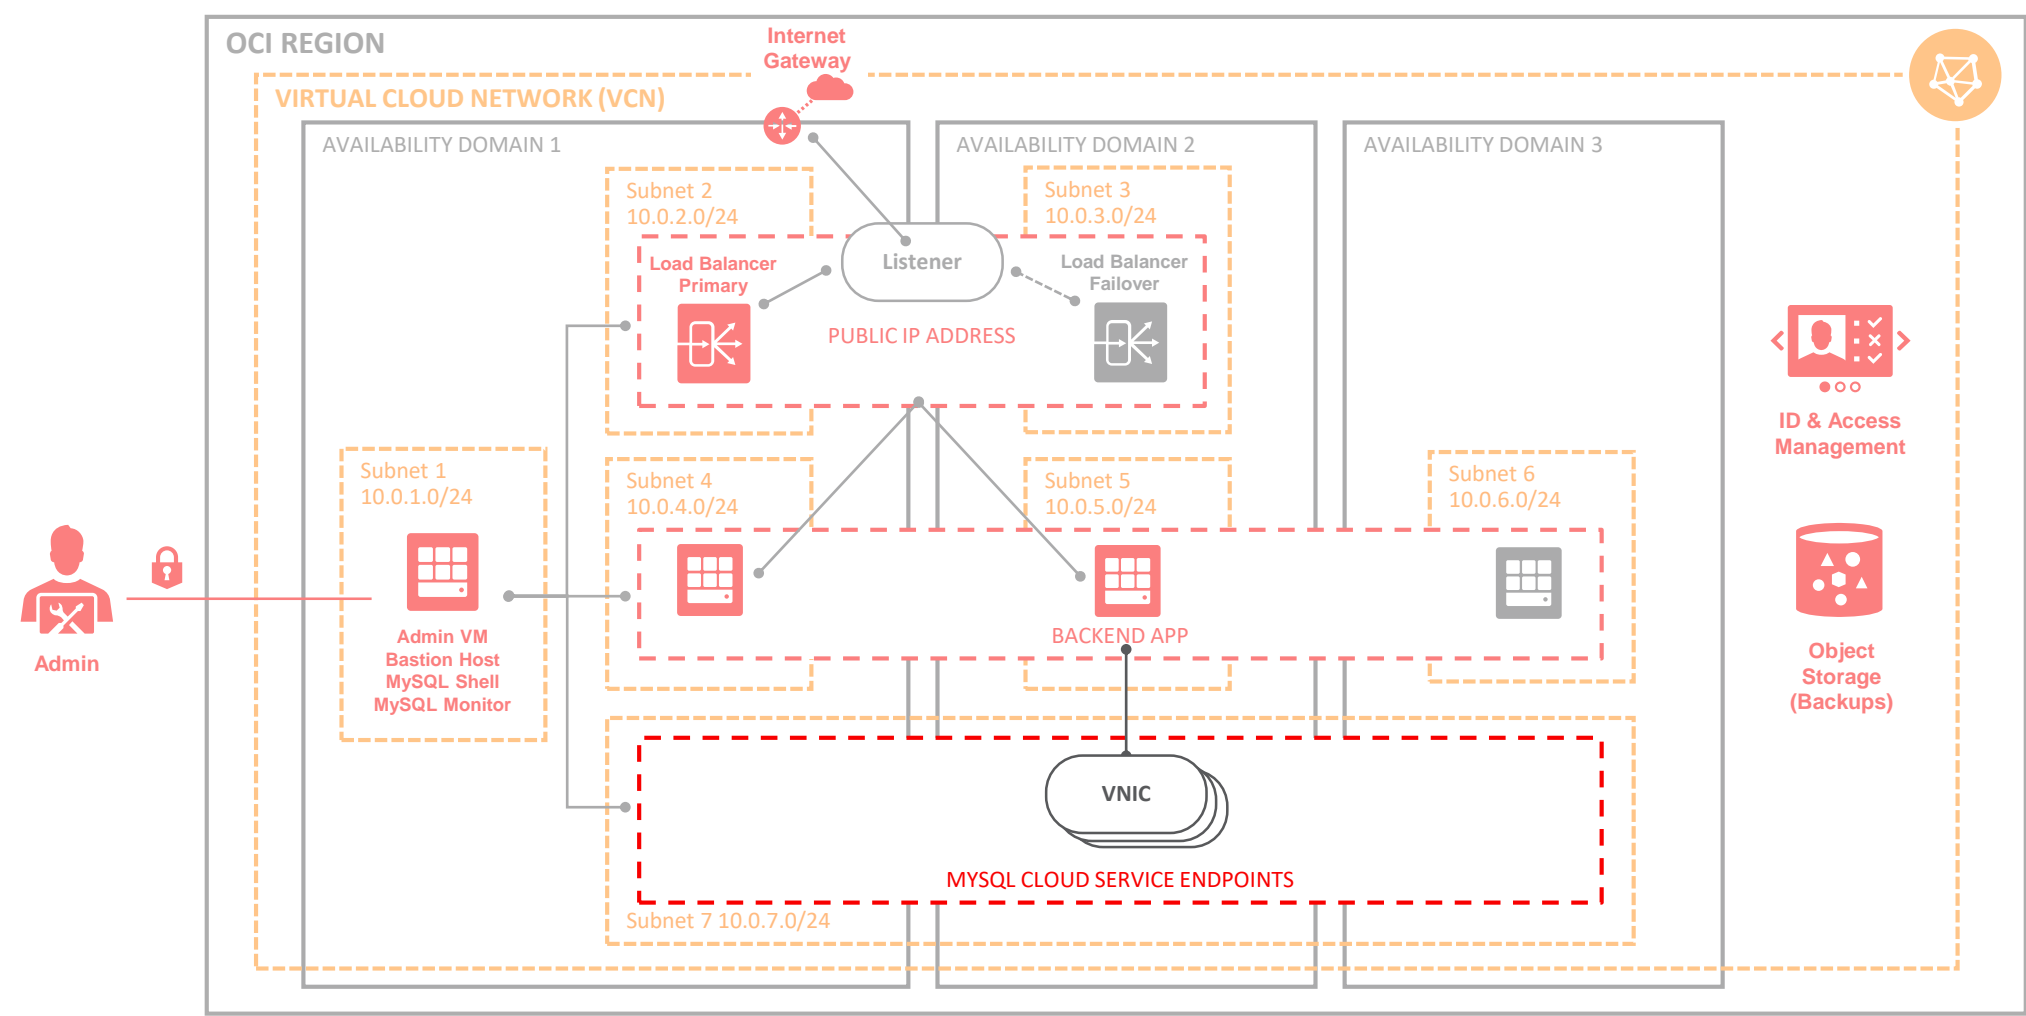 OCI REGION
Internet
Gateway
VIRTUAL CLOUD NETWORK (VCN)
AVAILABILITY DOMAIN 1
AVAILABILITY DOMAIN 2
AVAILABILITY DOMAIN 3
Subnet 2
10.0.2.0/24
Subnet 3
10.0.3.0/24
Load Balancer
Primary
Listener
Load Balancer
Failover
PUBLIC IP ADDRESS
ID & Access
Management
Subnet 1
10.0.1.0/24
Subnet 4
10.0.4.0/24
Subnet 5
10.0.5.0/24
Subnet 6
10.0.6.0/24
Admin
Admin VM
Bastion Host
MySQL Shell
MySQL Monitor
BACKEND APP
Object
Storage
(Backups)
VNIC
MYSQL CLOUD SERVICE ENDPOINTS
Subnet 7 10.0.7.0/24